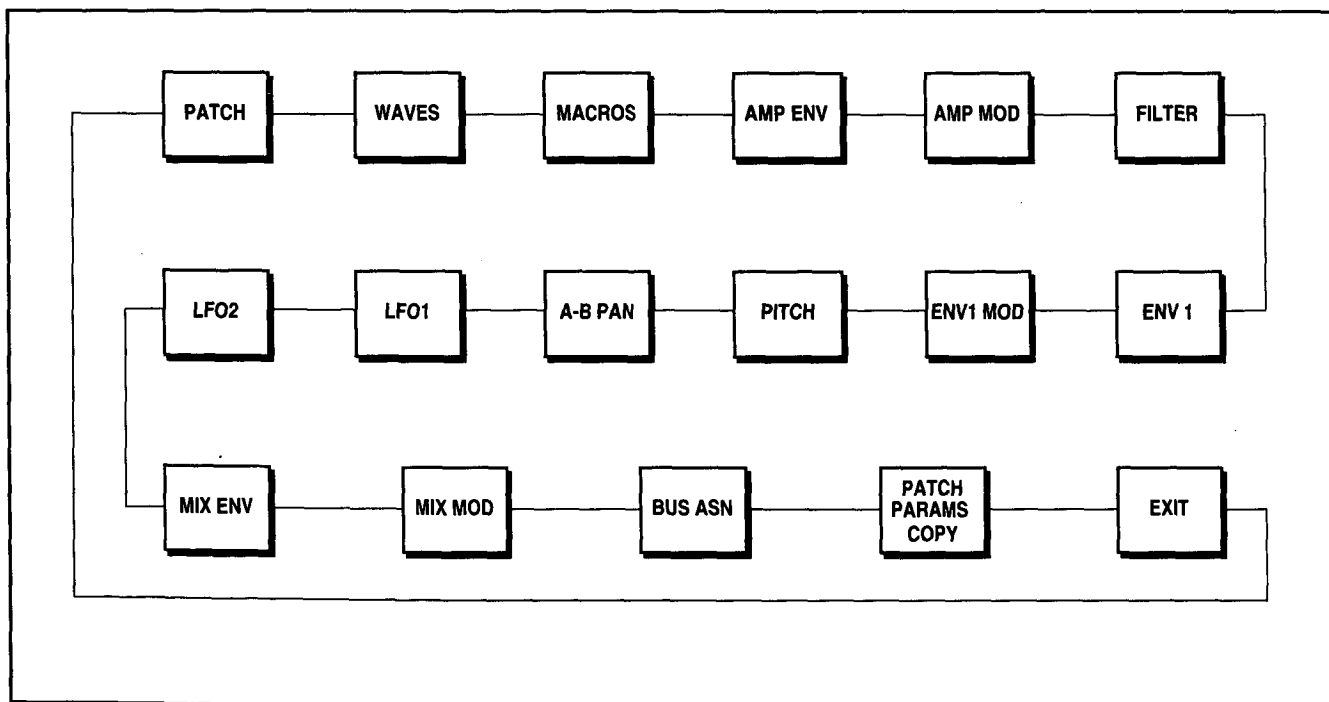 PATCH
WAVES
MACROS
AMP ENV
AMP MOD
FILTER
LFO2
LFO1
A-B PAN
PITCH
ENV1 MOD
ENV 1
MIX ENV
MIX MOD
BUS ASN
PATCH
PARAMS
COPY
EXIT